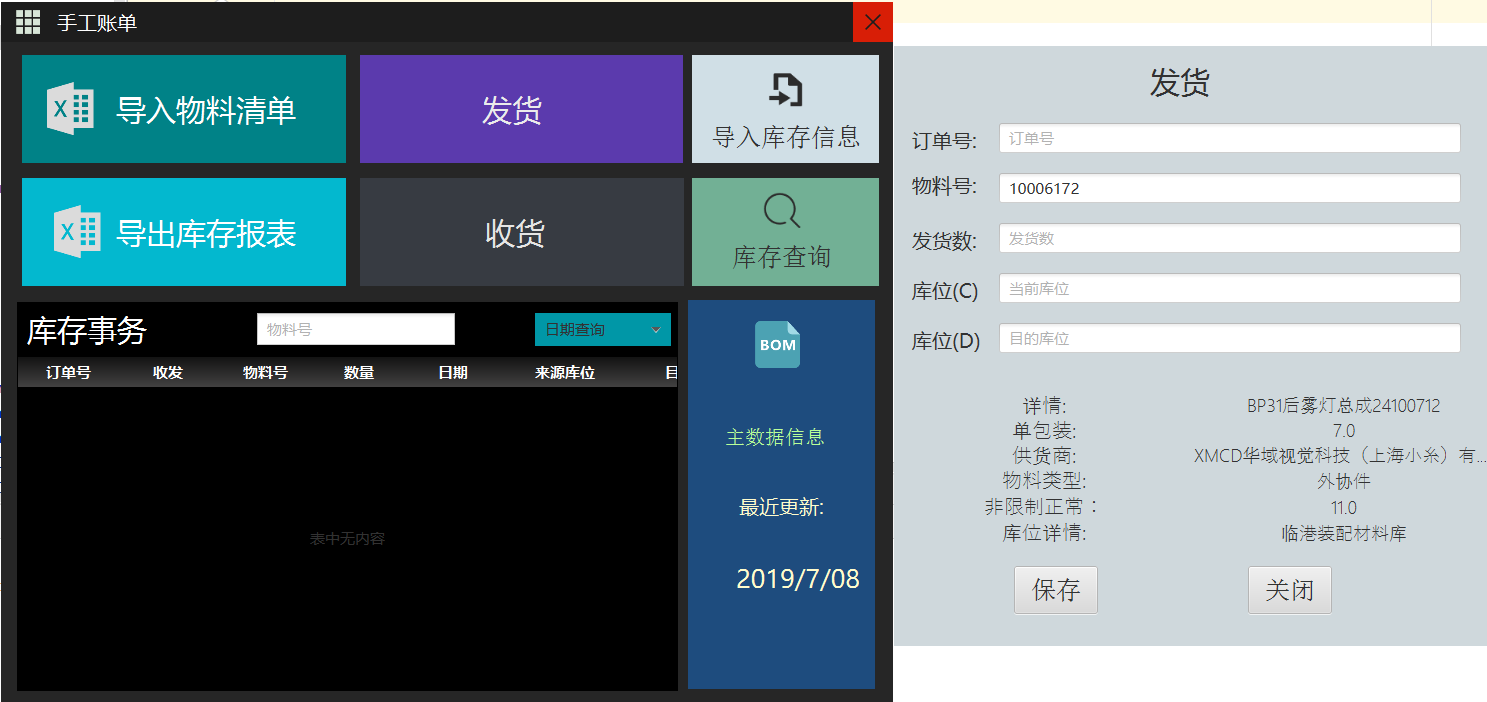 手工账单
导入物料清单
发货
导入库存信息
导出库存报表
收货
库存查询
库存事务
物料号
日期查询
订单号 收发 物料号 数量 日期 来源库位 目
表中无内容
BOM
主数据信息
最近更新:
2019/7/08
发货
订单号: 订单号
物料号: 10006172
发货数: 发货数
库位(C) 当前库位
库位(D) 目的库位
详情: BP31后雾灯总成24100712
单包装: 7.0
供货商: XMCD华域视觉科技（上海小糸）有...
物料类型: 外协件
非限制正常： 11.0
库位详情: 临港装配材料库
保存 关闭